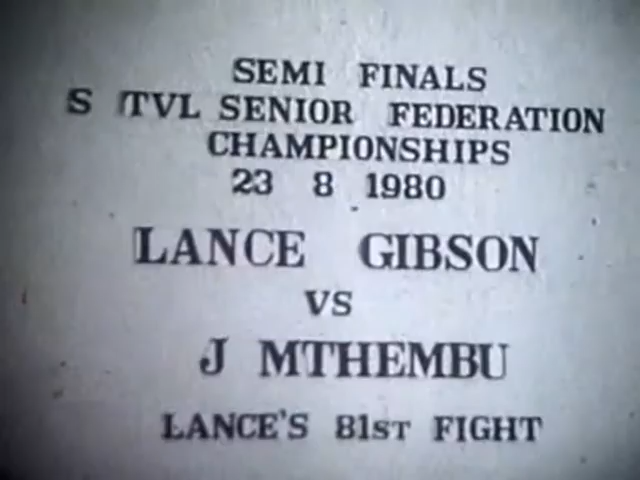 SEMI FINALS
S TVL SENIOR FEDERATION
CHAMPIONSHIPS
23 8 1980
LANCE GIBSON
VS
J MTHEMBU
LANCE'S 81ST FIGHT